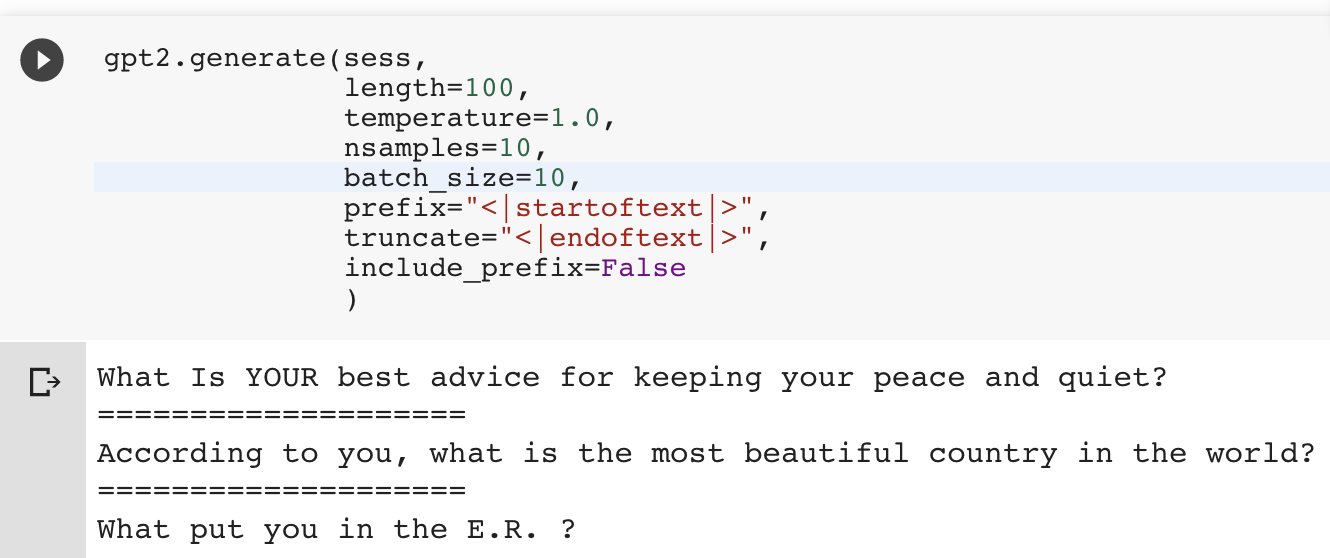 gpt2.generate(sess,
length=100,
temperature=1.0,
nsamples=10,
batch_size=10,
prefix="<|startoftext|>",
truncate="<|endoftext|>",
include_prefix=False
)
What Is YOUR best advice for keeping your peace and quiet?
====================
According to you, what is the most beautiful country in the world?
====================
What put you in the E.R. ?